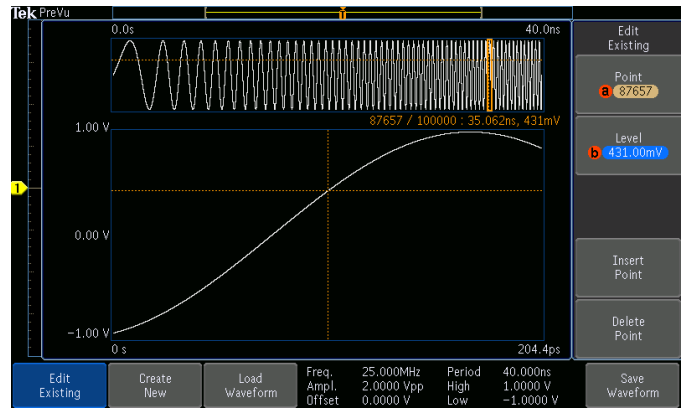 Tek PreVu
0.0s 40.0ns
87657 / 100000 : 35.062ns, 431mV
1.00 V
1
0.00 V
−1.00 V
0 s 204.4ps
Edit
Existing
Point
a 87657
Level
b 431.00mV
Insert
Point
Delete
Point
Edit
Existing
Create
New
Load
Waveform
Freq. 25.000MHz Period 40.000ns
Ampl. 2.0000 Vpp High 1.0000 V
Offset 0.0000 V Low −1.0000 V
Save
Waveform